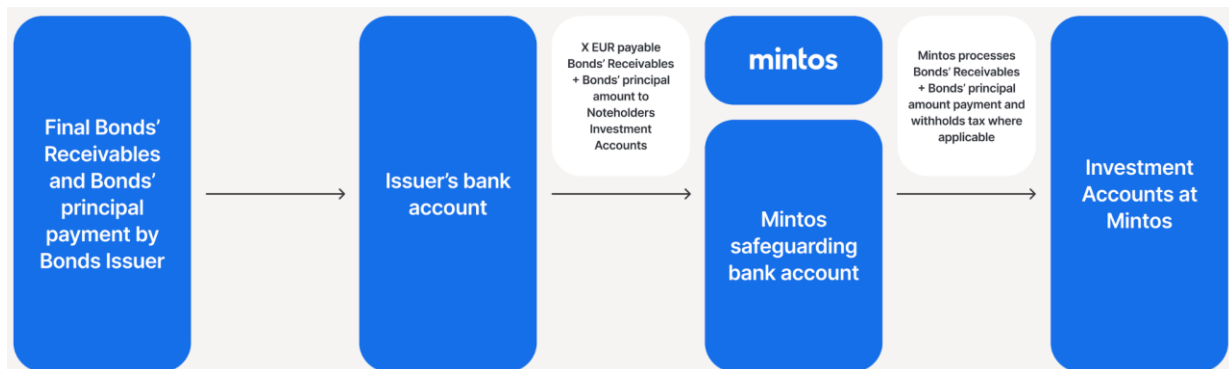 Final Bonds'
Receivables
and Bonds'
principal
payment by
Bonds Issuer
Issuer's bank
account
X EUR payable
Bonds' Receivables
+ Bonds' principal
amount to
Noteholders
Investment
Accounts
mintos
Mintos
safeguarding
bank account
Mintos processes
Bonds' Receivables
+ Bonds' principal
amount payment and
withholds tax where
applicable
Investment
Accounts at
Mintos